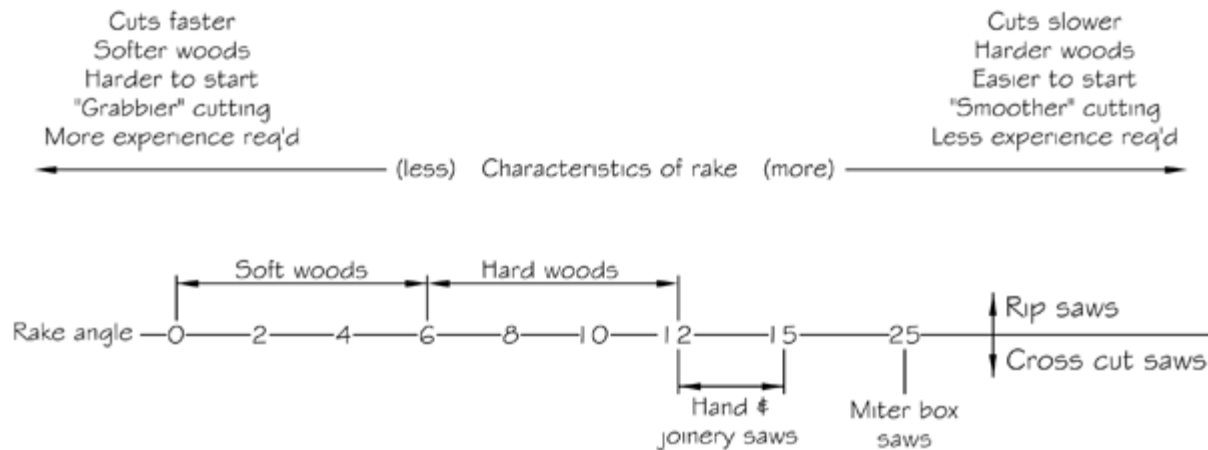 Cuts faster
Softer woods
Harder to start
"Grabbier" cutting
More experience req'd
Cuts slower
Harder woods
Easier to start
"Smoother" cutting
Less experience req'd
(less) Characteristics of rake (more)
Soft woods Hard woods
Rake angle 0 2 4 6 8 10 12 15 25
Rip saws
Cross cut saws
Hand &
joinery saws
Miter box
saws